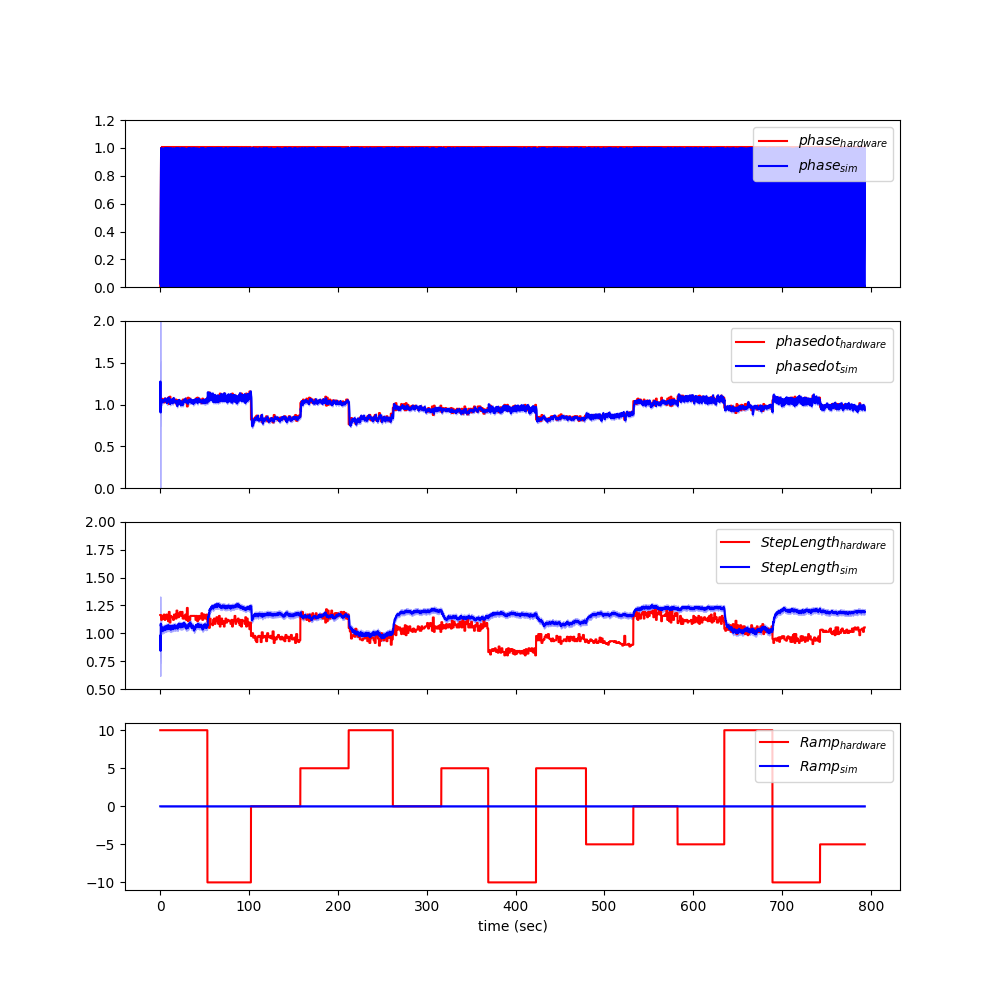 1.2
1.0
0.8
0.6
0.4
0.2
0.0
phase_hardware
phase_sim
2.0
1.5
1.0
0.5
0.0
phasedot_hardware
phasedot_sim
2.00
1.75
1.50
1.25
1.00
0.75
0.50
StepLength_hardware
StepLength_sim
10
5
0
−5
−10
Ramp_hardware
Ramp_sim
0 100 200 300 400 500 600 700 800
time (sec)